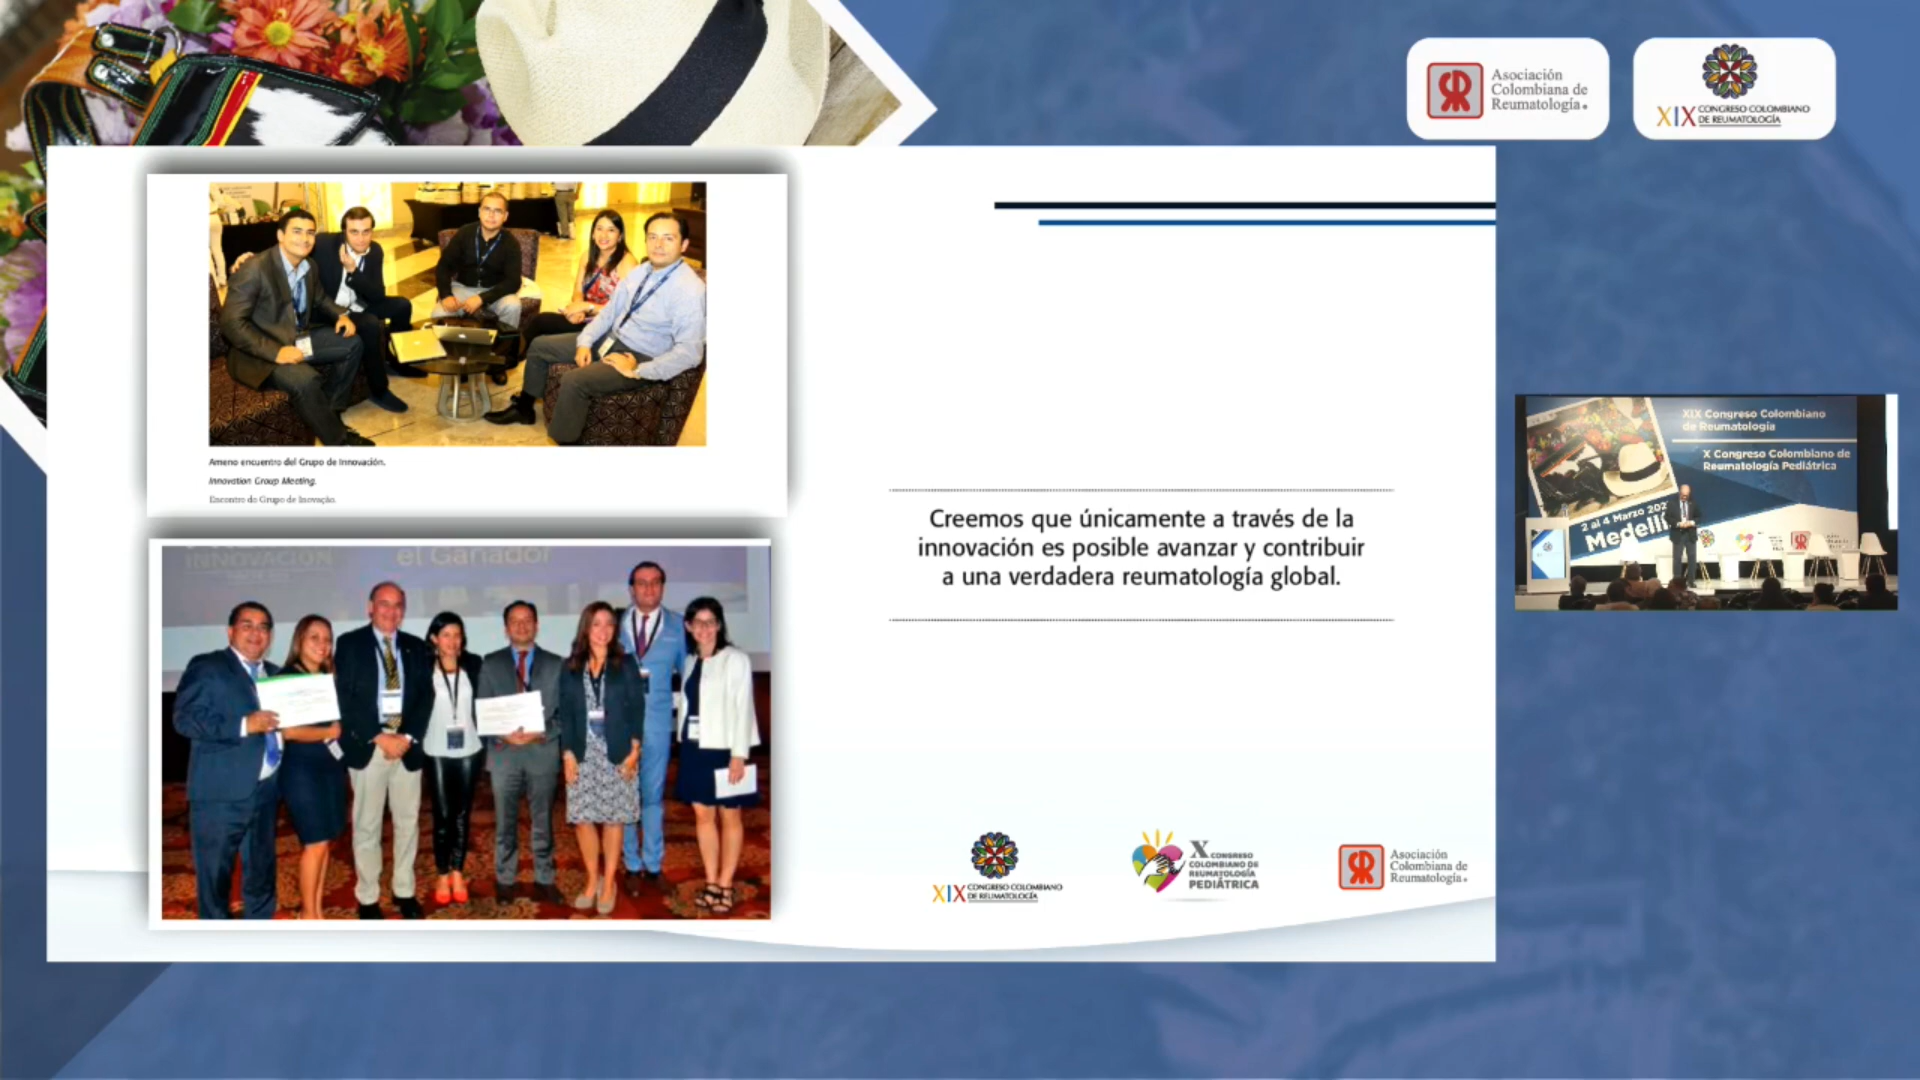 Asociación
Colombiana de
Reumatología.
XIX CONGRESO COLOMBIANO
DE REUMATOLOGÍA
Ameno encuentro del Grupo de Innovación.
Innovation Group Meeting.
Encontro do Grupo de Inovação.
INNOVACIÓN
el Ganador
Creemos que únicamente a través de la
innovación es posible avanzar y contribuir
a una verdadera reumatología global.
XIX CONGRESO COLOMBIANO
DE REUMATOLOGÍA
X CONGRESO
COLOMBIANO DE
REUMATOLOGÍA
PEDIÁTRICA
Asociación
Colombiana de
Reumatología.
XIX Congreso Colombiano
de Reumatología
X Congreso Colombiano de
Reumatología Pediátrica
2 al 4 Marzo